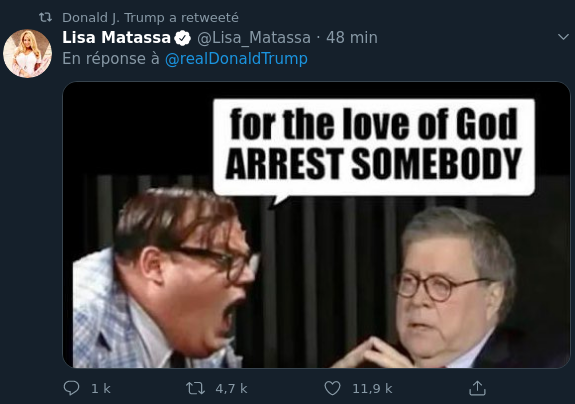 Donald J. Trump a retweeté
Lisa Matassa @Lisa_Matassa · 48 min
En réponse à @realDonaldTrump
for the love of God
ARREST SOMEBODY
1 k 4,7 k 11,9 k